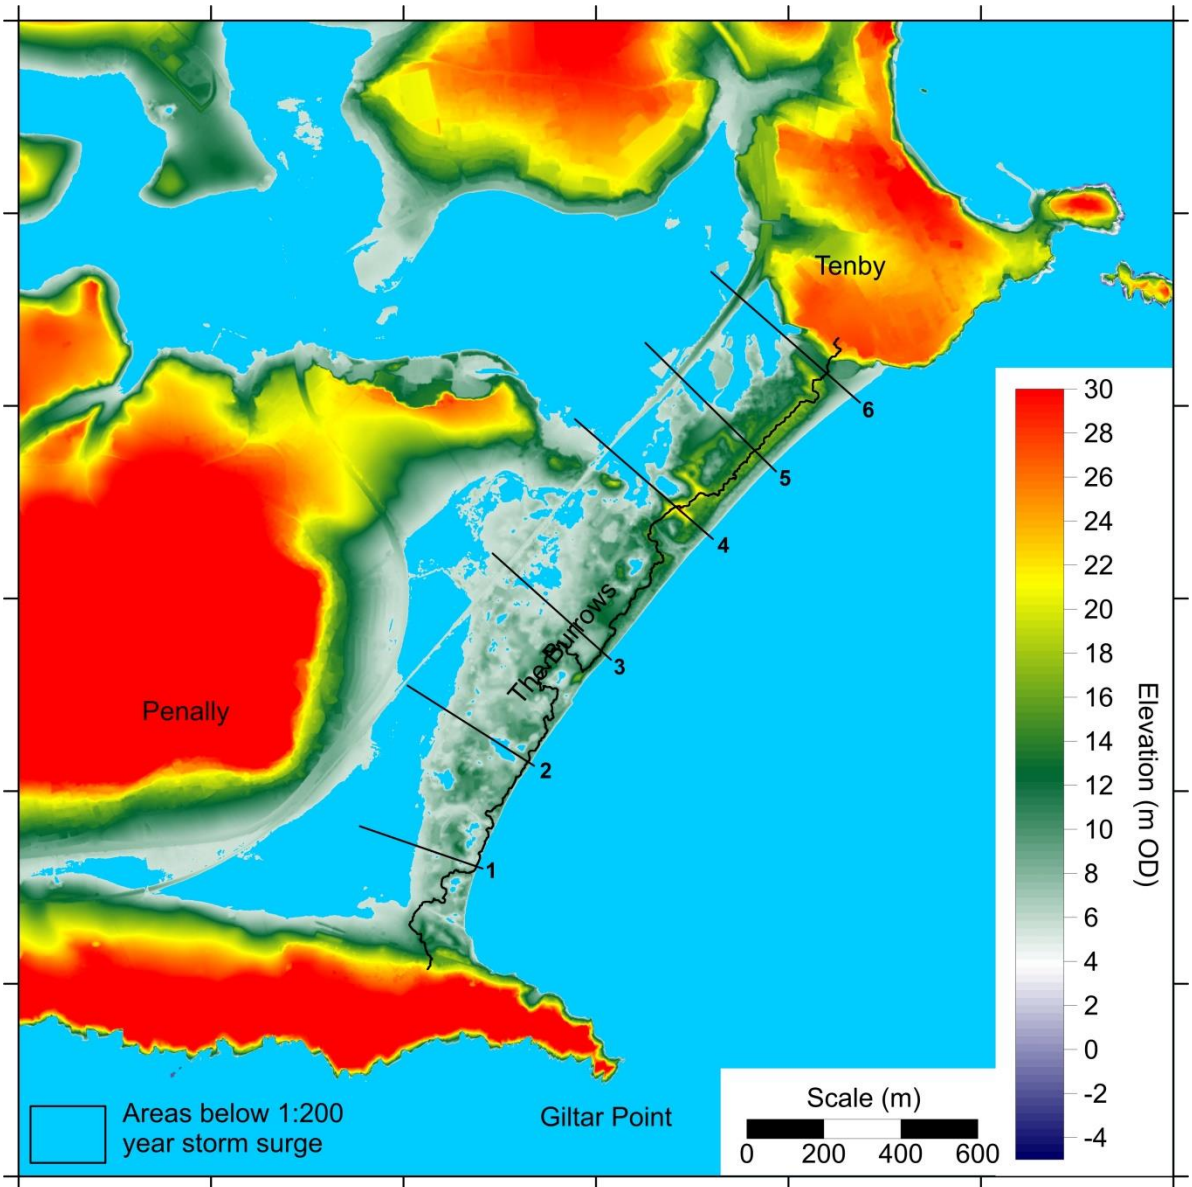 Tenby
6
5
4
The Burrows
3
Penally
2
1
30
28
26
24
22
20
18
16
14
12
10
8
6
4
2
0
-2
-4
Elevation (m OD)
Areas below 1:200
year storm surge
Giltar Point
Scale (m)
0 200 400 600